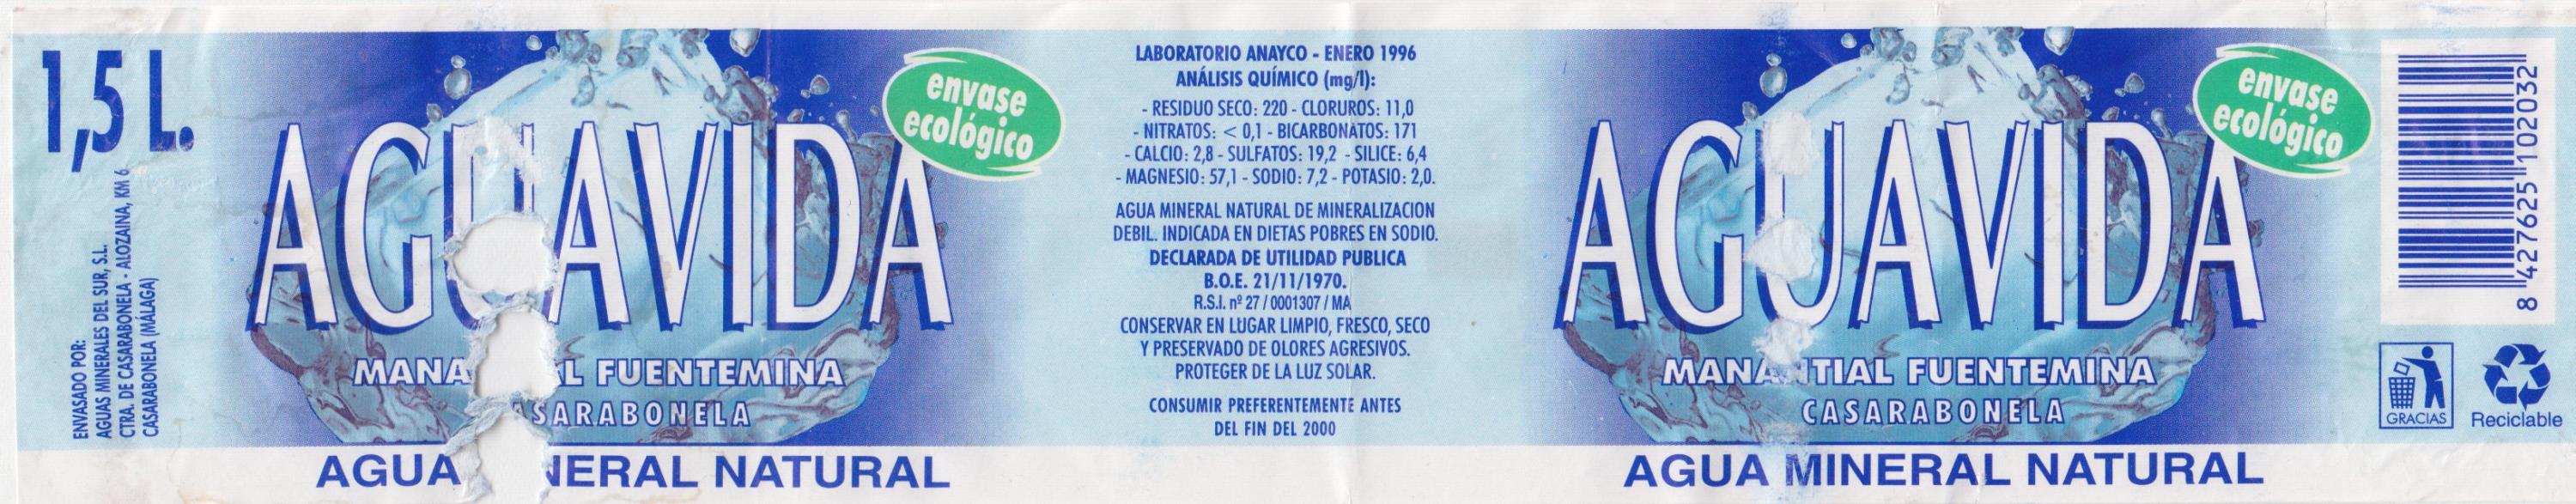 1,5 L.
ENVASADO POR:
AGUAS MINERALES DEL SUR, S.L.
CTRA. DE CASARABONELA - ALOZAINA, KM 6
CASARABONELA (MÁLAGA)
AGUAVIDA
envase
ecológico
MANA AL FUENTEMINA
ASARABONELA
AGUA NERAL NATURAL
LABORATORIO ANAYCO - ENERO 1996
ANÁLISIS QUÍMICO (mg/l):
- RESIDUO SECO: 220 - CLORUROS: 11,0
- NITRATOS: < 0,1 - BICARBONATOS: 171
- CALCIO: 2,8 - SULFATOS: 19,2 - SILICE: 6,4
- MAGNESIO: 57,1 - SODIO: 7,2 - POTASIO: 2,0.
AGUA MINERAL NATURAL DE MINERALIZACION
DEBIL. INDICADA EN DIETAS POBRES EN SODIO.
DECLARADA DE UTILIDAD PUBLICA
B.O.E. 21/11/1970.
R.S.I. nº 27 / 0001307 / MA
CONSERVAR EN LUGAR LIMPIO, FRESCO, SECO
Y PRESERVADO DE OLORES AGRESIVOS.
PROTEGER DE LA LUZ SOLAR.
CONSUMIR PREFERENTEMENTE ANTES
DEL FIN DEL 2000
AGUAVIDA
envase
ecológico
MANANTIAL FUENTEMINA
CASARABONELA
AGUA MINERAL NATURAL
8 427625 102032
GRACIAS
Reciclable